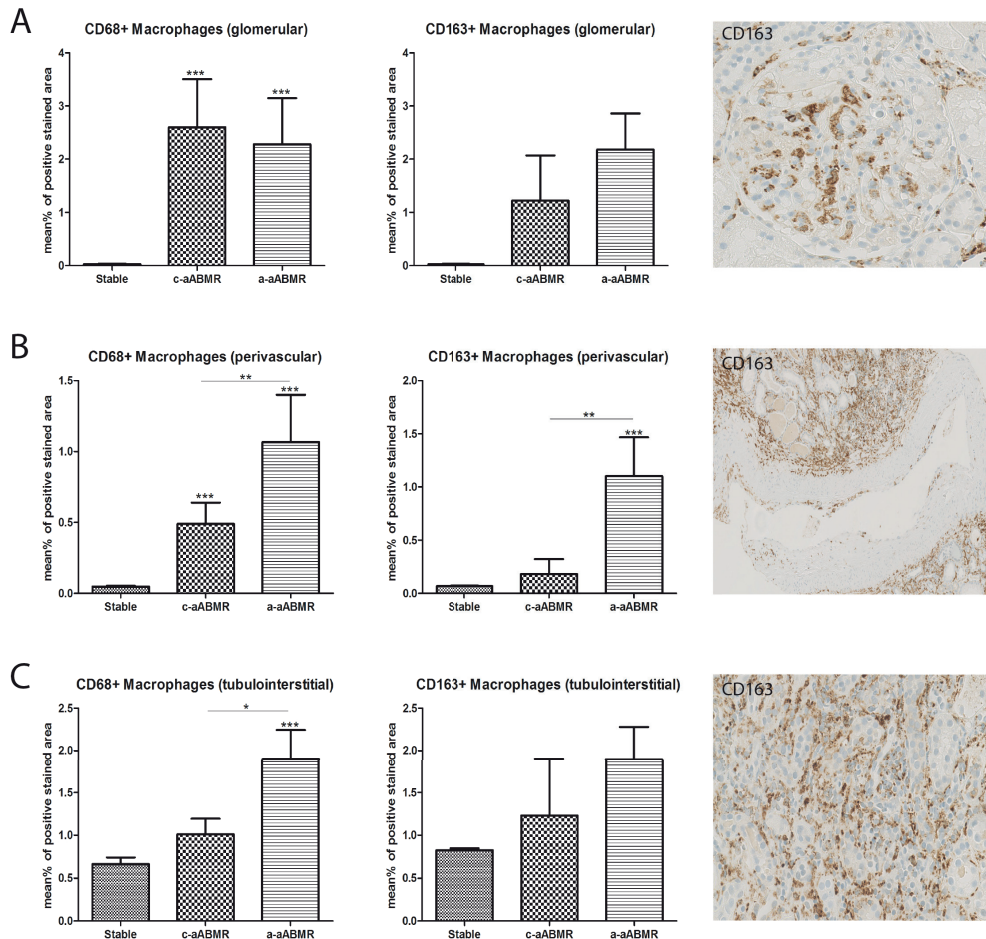 A
CD68+ Macrophages (glomerular)
mean% of positive stained area
4
3
2
1
0
***
***
Stable
c-aABMR
a-aABMR
CD163+ Macrophages (glomerular)
mean% of positive stained area
4
3
2
1
0
Stable
c-aABMR
a-aABMR
CD163
B
CD68+ Macrophages (perivascular)
mean% of positive stained area
1.5
1.0
0.5
0.0
**
***
***
Stable
c-aABMR
a-aABMR
CD163+ Macrophages (perivascular)
mean% of positive stained area
2.0
1.5
1.0
0.5
0.0
**
***
Stable
c-aABMR
a-aABMR
CD163
C
CD68+ Macrophages (tubulointerstitial)
mean% of positive stained area
2.5
2.0
1.5
1.0
0.5
0.0
*
***
Stable
c-aABMR
a-aABMR
CD163+ Macrophages (tubulointerstitial)
mean% of positive stained area
2.5
2.0
1.5
1.0
0.5
0.0
Stable
c-aABMR
a-aABMR
CD163